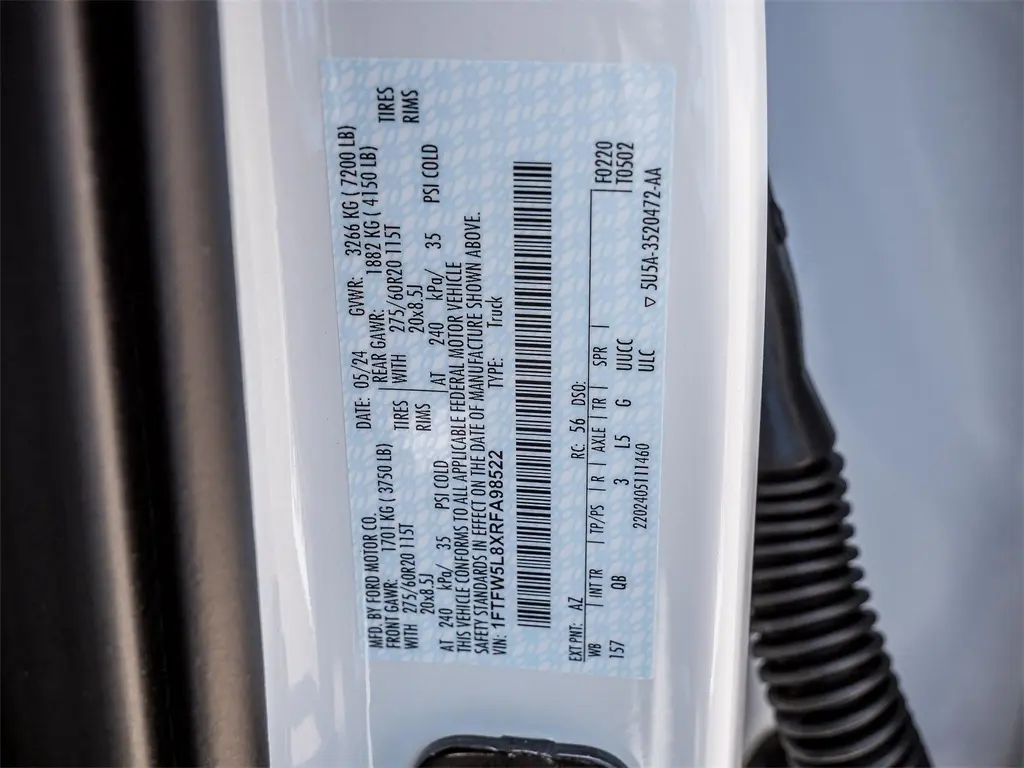 MFD. BY FORD MOTOR CO. DATE: 05/24 GVWR: 3266 KG ( 7200 LB)
FRONT GAWR: 1701 KG ( 3750 LB) REAR GAWR: 1882 KG ( 4150 LB)
WITH 275/60R20 115T TIRES WITH 275/60R20 115T TIRES
20x8.5J RIMS 20x8.5J RIMS
AT 240 kPa/ 35 PSI COLD AT 240 kPa/ 35 PSI COLD
THIS VEHICLE CONFORMS TO ALL APPLICABLE FEDERAL MOTOR VEHICLE
SAFETY STANDARDS IN EFFECT ON THE DATE OF MANUFACTURE SHOWN ABOVE.
VIN: 1FTFW5L8XRFA98522 TYPE: Truck
EXT PNT: AZ RC: 56 DSO:
WB INT TR TP/PS R AXLE TR SPR F0220
157 QB 3 L5 G UUCC T0502
2202405111460 ULC ▽ 5U5A-3520472-AA